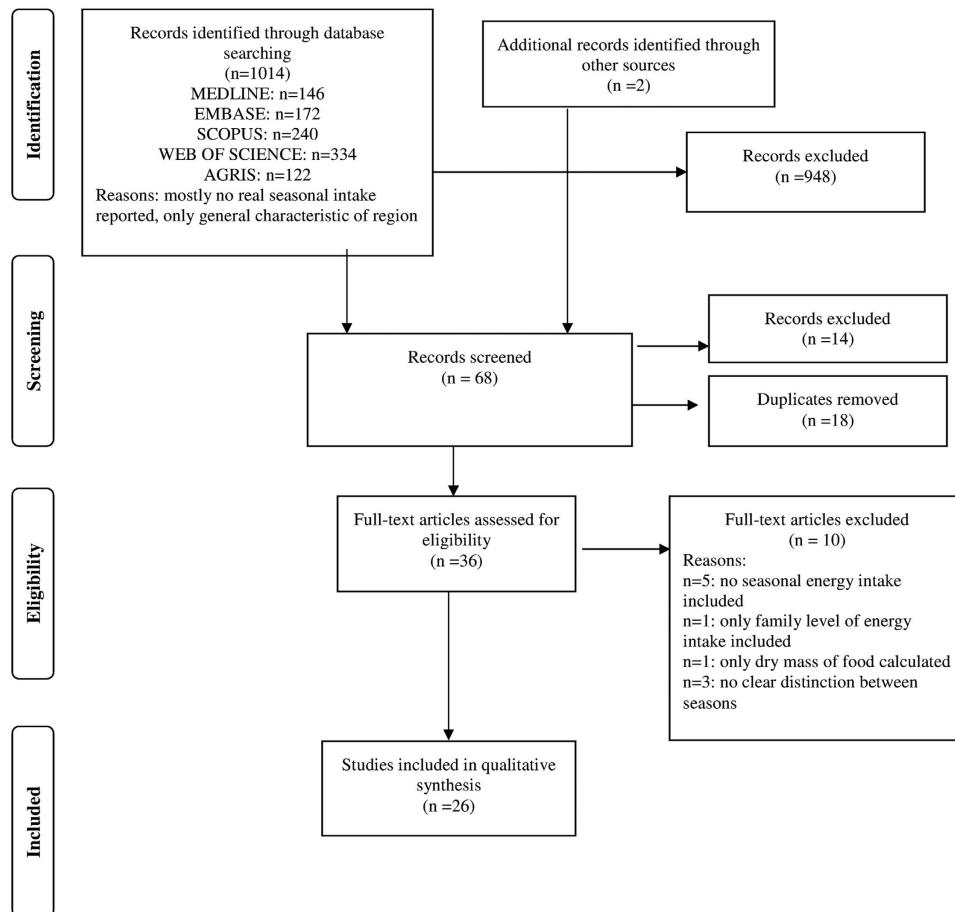 Identification
Records identified through database
searching
(n=1014)
MEDLINE: n=146
EMBASE: n=172
SCOPUS: n=240
WEB OF SCIENCE: n=334
AGRIS: n=122
Reasons: mostly no real seasonal intake
reported, only general characteristic of region
Additional records identified through
other sources
(n =2)
Records excluded
(n =948)
Screening
Records screened
(n = 68)
Records excluded
(n =14)
Duplicates removed
(n =18)
Eligibility
Full-text articles assessed for
eligibility
(n =36)
Full-text articles excluded
(n = 10)
Reasons:
n=5: no seasonal energy intake
included
n=1: only family level of energy
intake included
n=1: only dry mass of food calculated
n=3: no clear distinction between
seasons
Included
Studies included in qualitative
synthesis
(n =26)